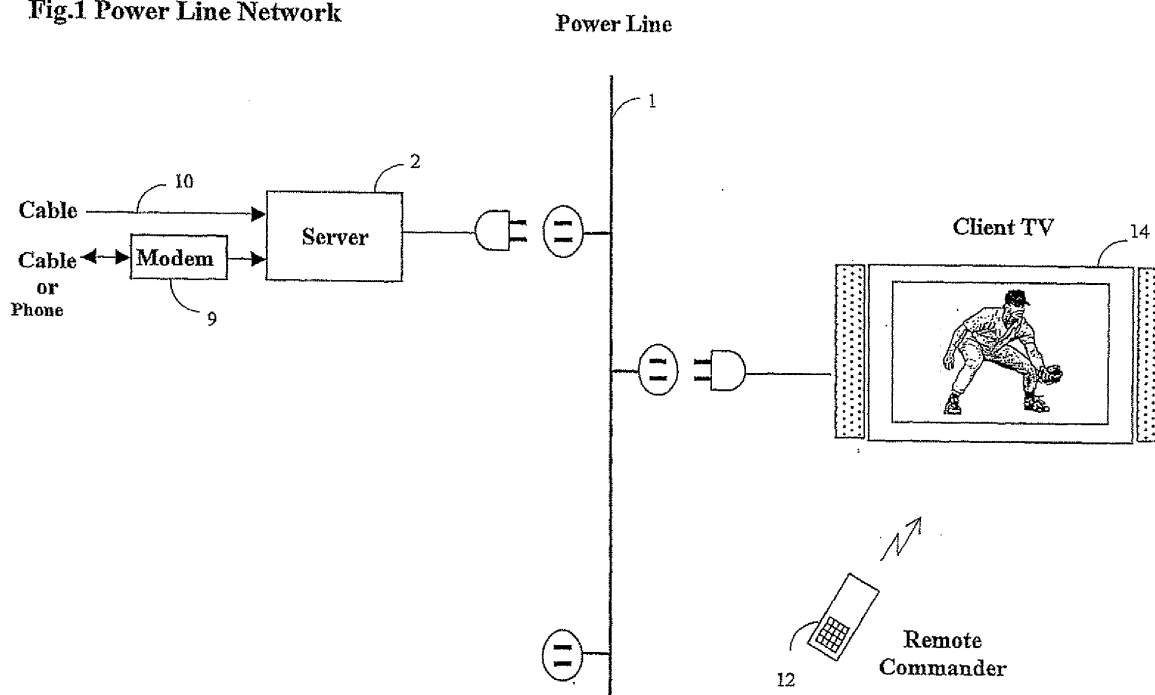 Fig.1 Power Line Network
Power Line
1
2
10
Cable
Server
Modem
Cable
or
Phone
9
Client TV
14
12
Remote
Commander